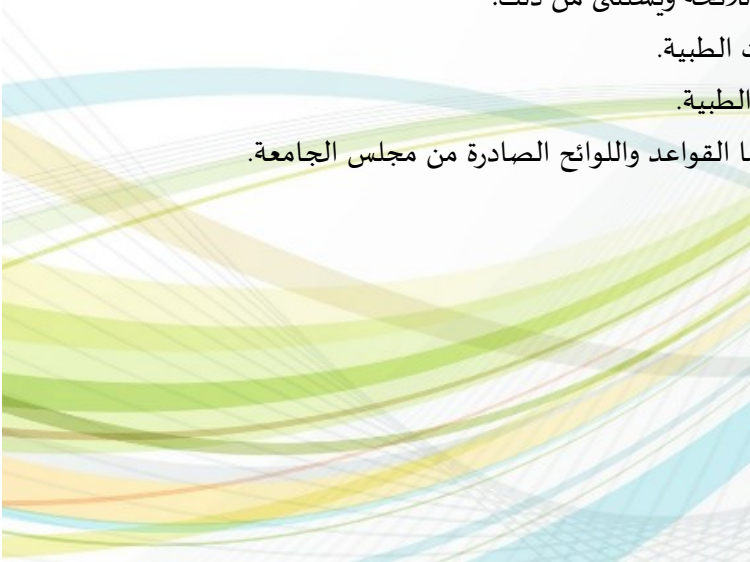 ويستثنى من ذلك:
الطبية.
الطبية.
القواعد واللوائح الصادرة من مجلس الجامعة.